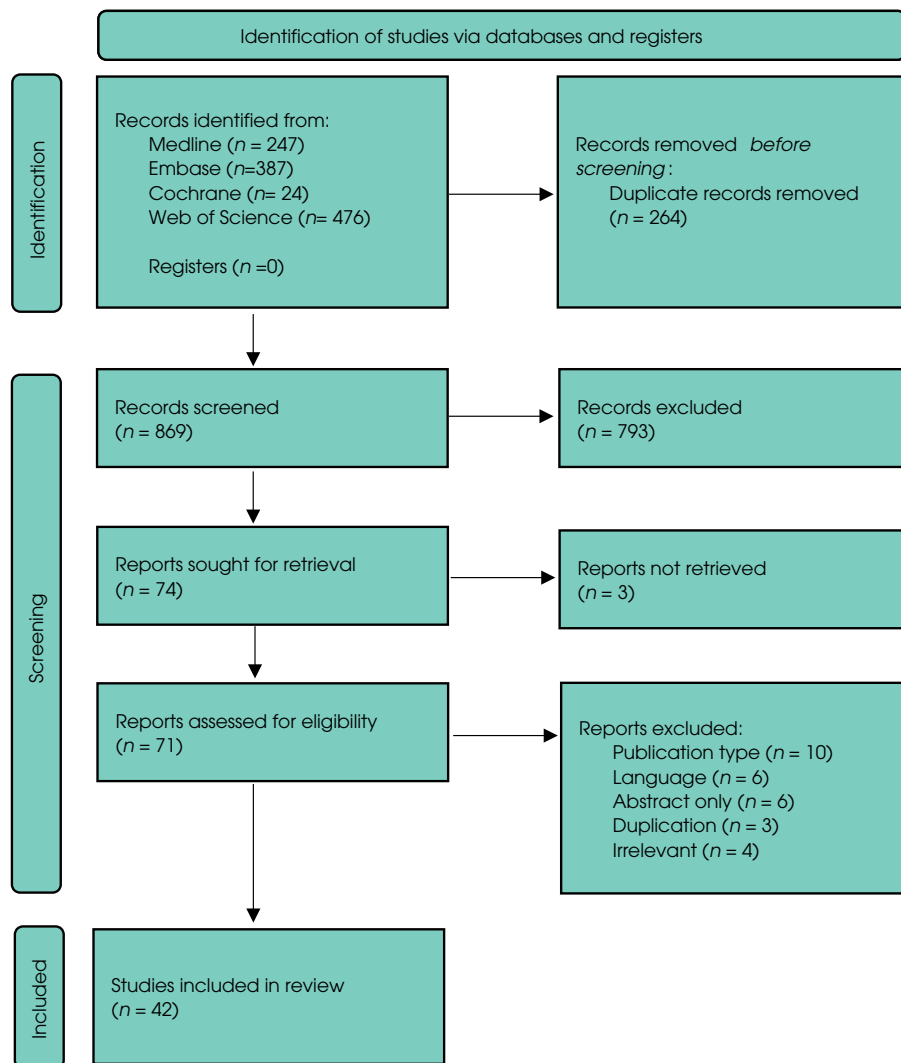 Identification of studies via databases and registers
Identification
Records identified from:
Medline (n = 247)
Embase (n=387)
Cochrane (n= 24)
Web of Science (n= 476)
Registers (n =0)
Records removed before
screening:
Duplicate records removed
(n = 264)
Screening
Records screened
(n = 869)
Records excluded
(n = 793)
Reports sought for retrieval
(n = 74)
Reports not retrieved
(n = 3)
Reports assessed for eligibility
(n = 71)
Reports excluded:
Publication type (n = 10)
Language (n = 6)
Abstract only (n = 6)
Duplication (n = 3)
Irrelevant (n = 4)
Included
Studies included in review
(n = 42)